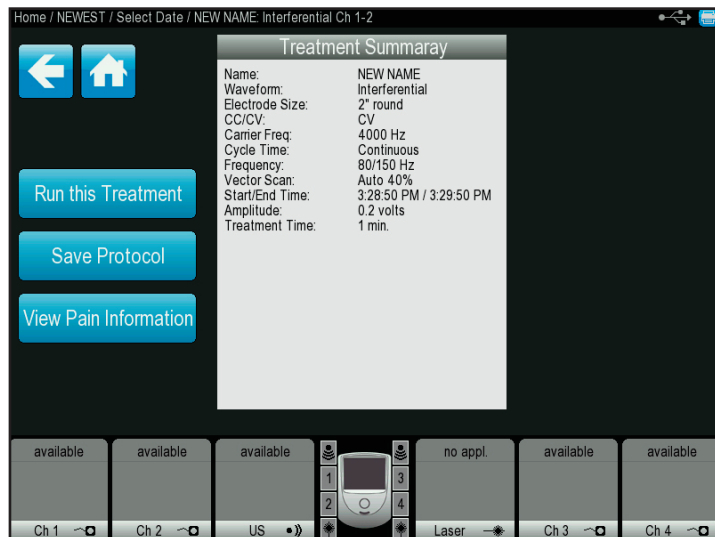 Home / NEWEST / Select Date / NEW NAME: Interferential Ch 1-2
Treatment Summaray
Name: NEW NAME
Waveform: Interferential
Electrode Size: 2" round
CC/CV: CV
Carrier Freq: 4000 Hz
Cycle Time: Continuous
Frequency: 80/150 Hz
Vector Scan: Auto 40%
Start/End Time: 3:28:50 PM / 3:29:50 PM
Amplitude: 0.2 volts
Treatment Time: 1 min.
Run this Treatment
Save Protocol
View Pain Information
available available available no appl. available available
1 3
2 4
Ch 1 Ch 2 US Laser Ch 3 Ch 4